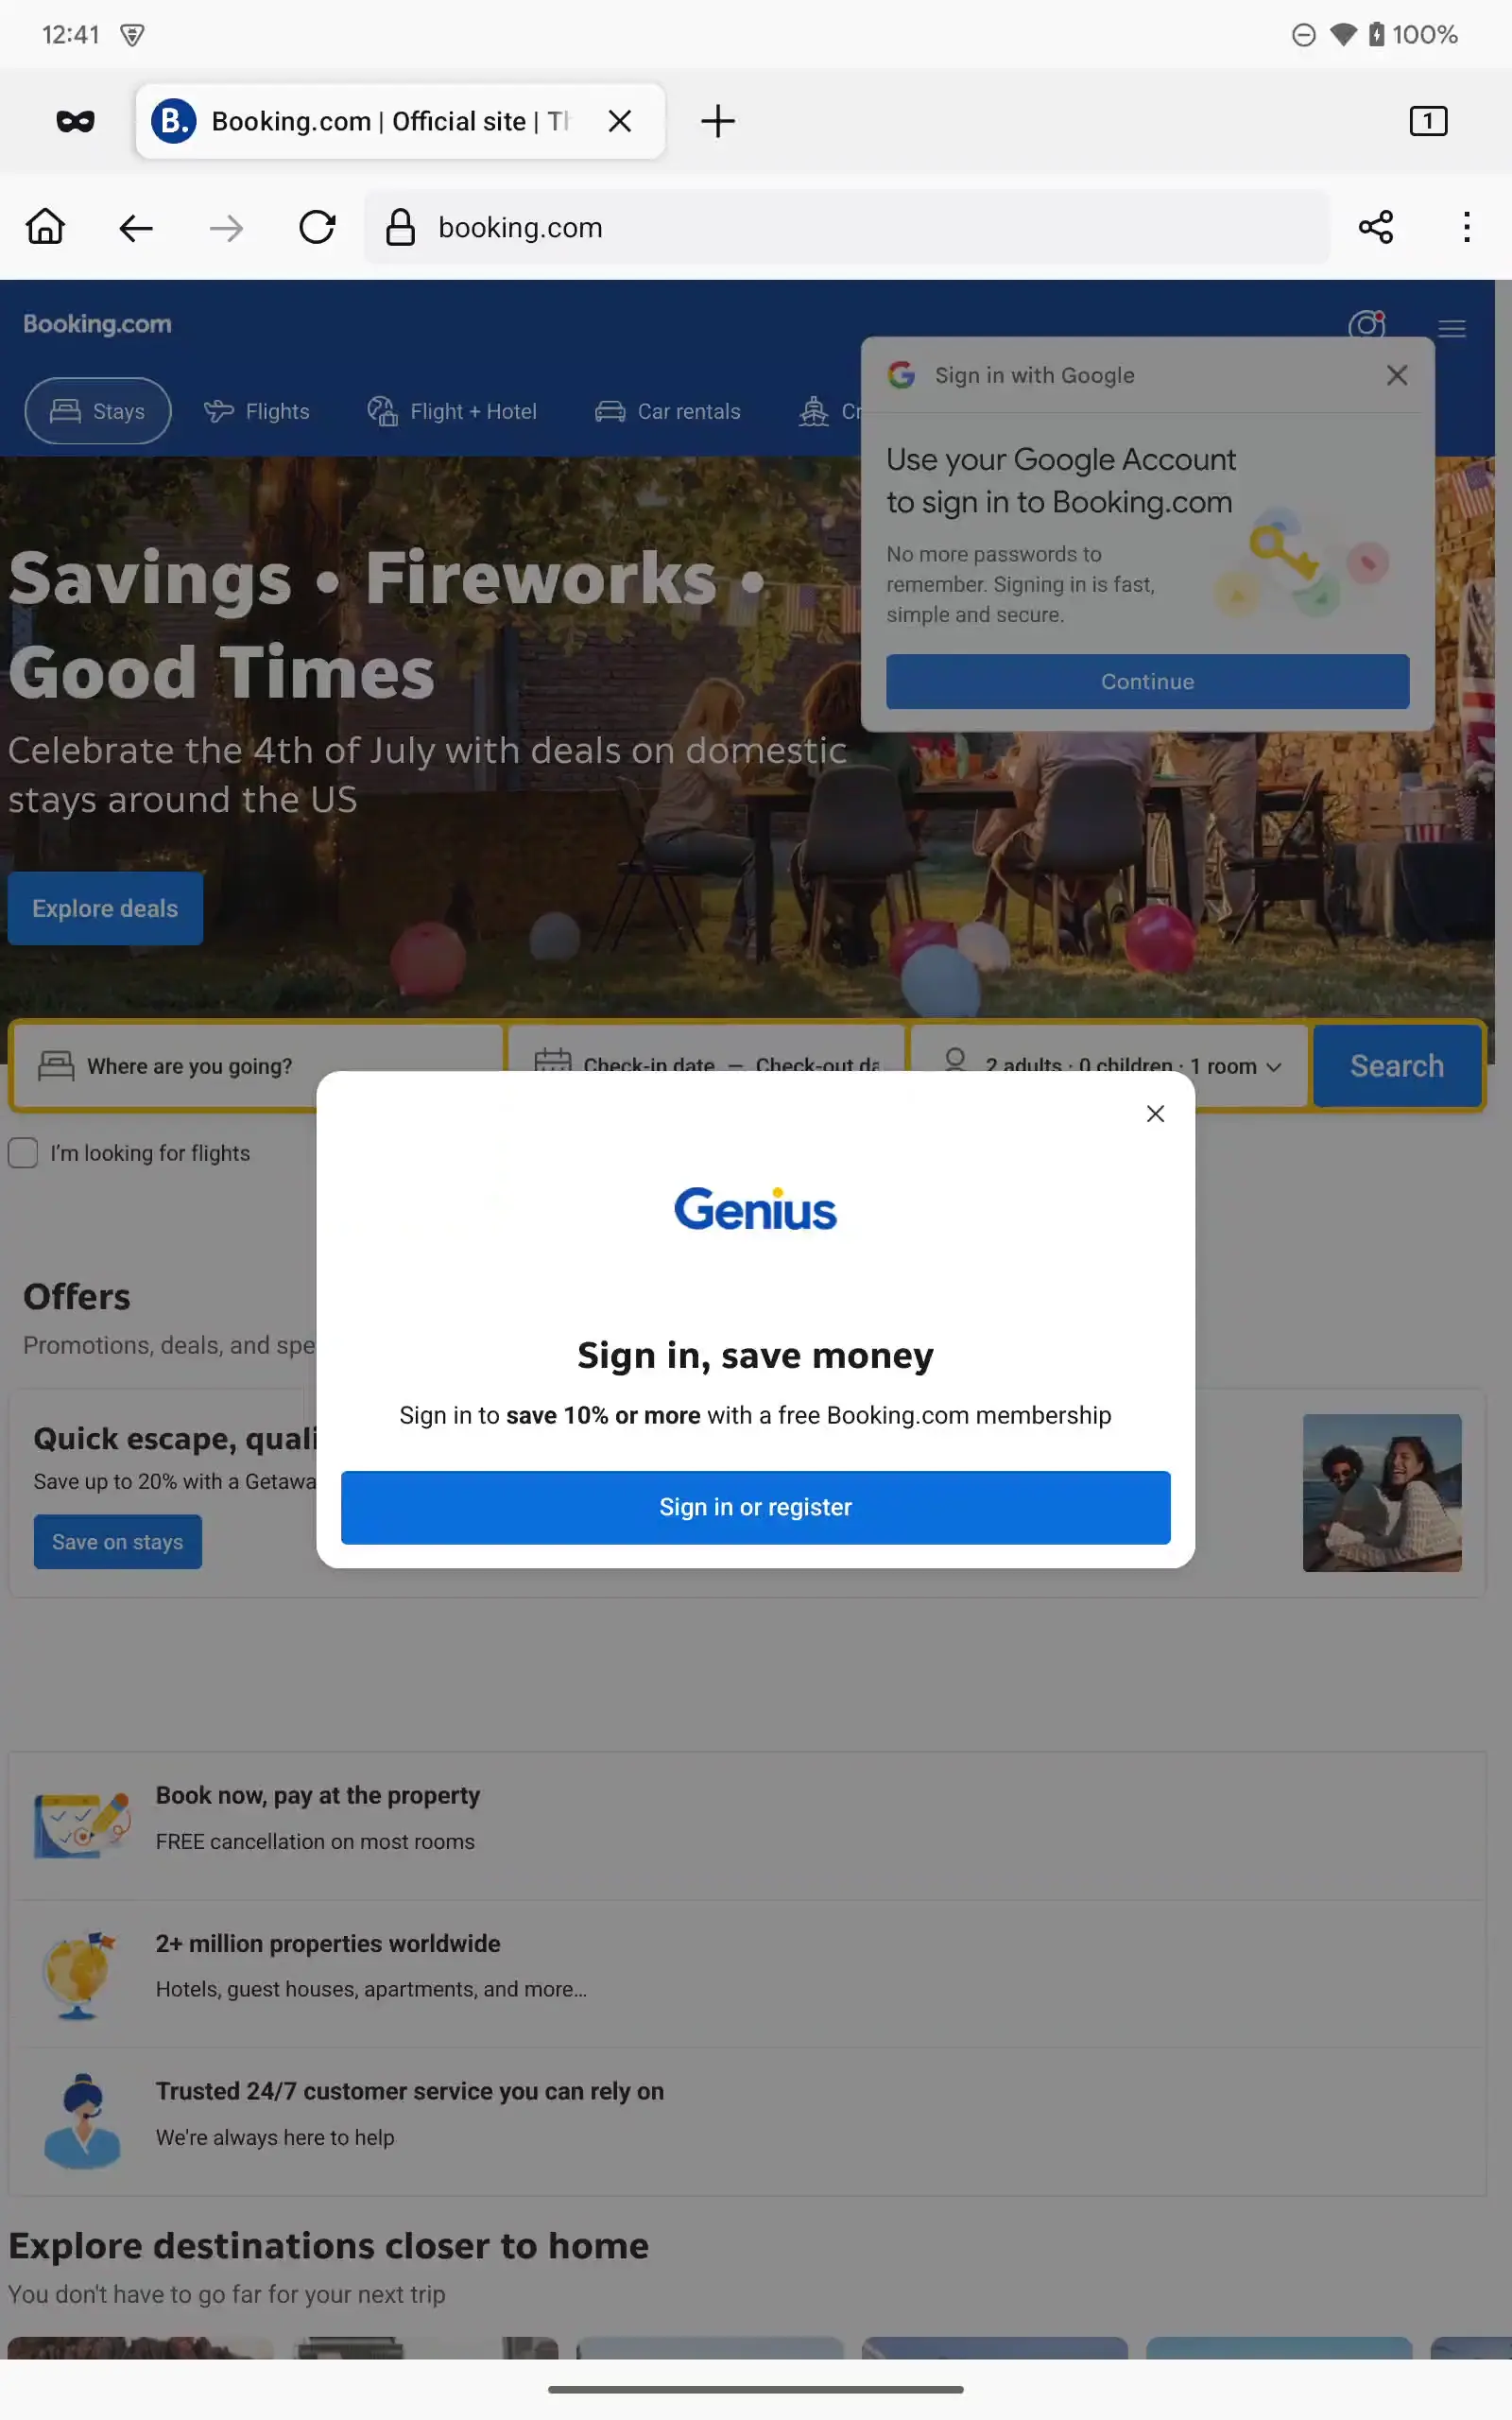 12:41
100%
B. Booking.com | Official site | Th
1
booking.com
Booking.com
Stays
Flights
Flight + Hotel
Car rentals
Cr
Sign in with Google
Use your Google Account
to sign in to Booking.com
No more passwords to
remember. Signing in is fast,
simple and secure.
Continue
Savings • Fireworks •
Good Times
Celebrate the 4th of July with deals on domestic
stays around the US
Explore deals
Where are you going?
Check-in date — Check-out da
2 adults · 0 children · 1 room
Search
I'm looking for flights
Genius
Sign in, save money
Sign in to save 10% or more with a free Booking.com membership
Sign in or register
Offers
Promotions, deals, and spe
Quick escape, quali
Save up to 20% with a Getawa
Save on stays
Book now, pay at the property
FREE cancellation on most rooms
2+ million properties worldwide
Hotels, guest houses, apartments, and more…
Trusted 24/7 customer service you can rely on
We're always here to help
Explore destinations closer to home
You don't have to go far for your next trip